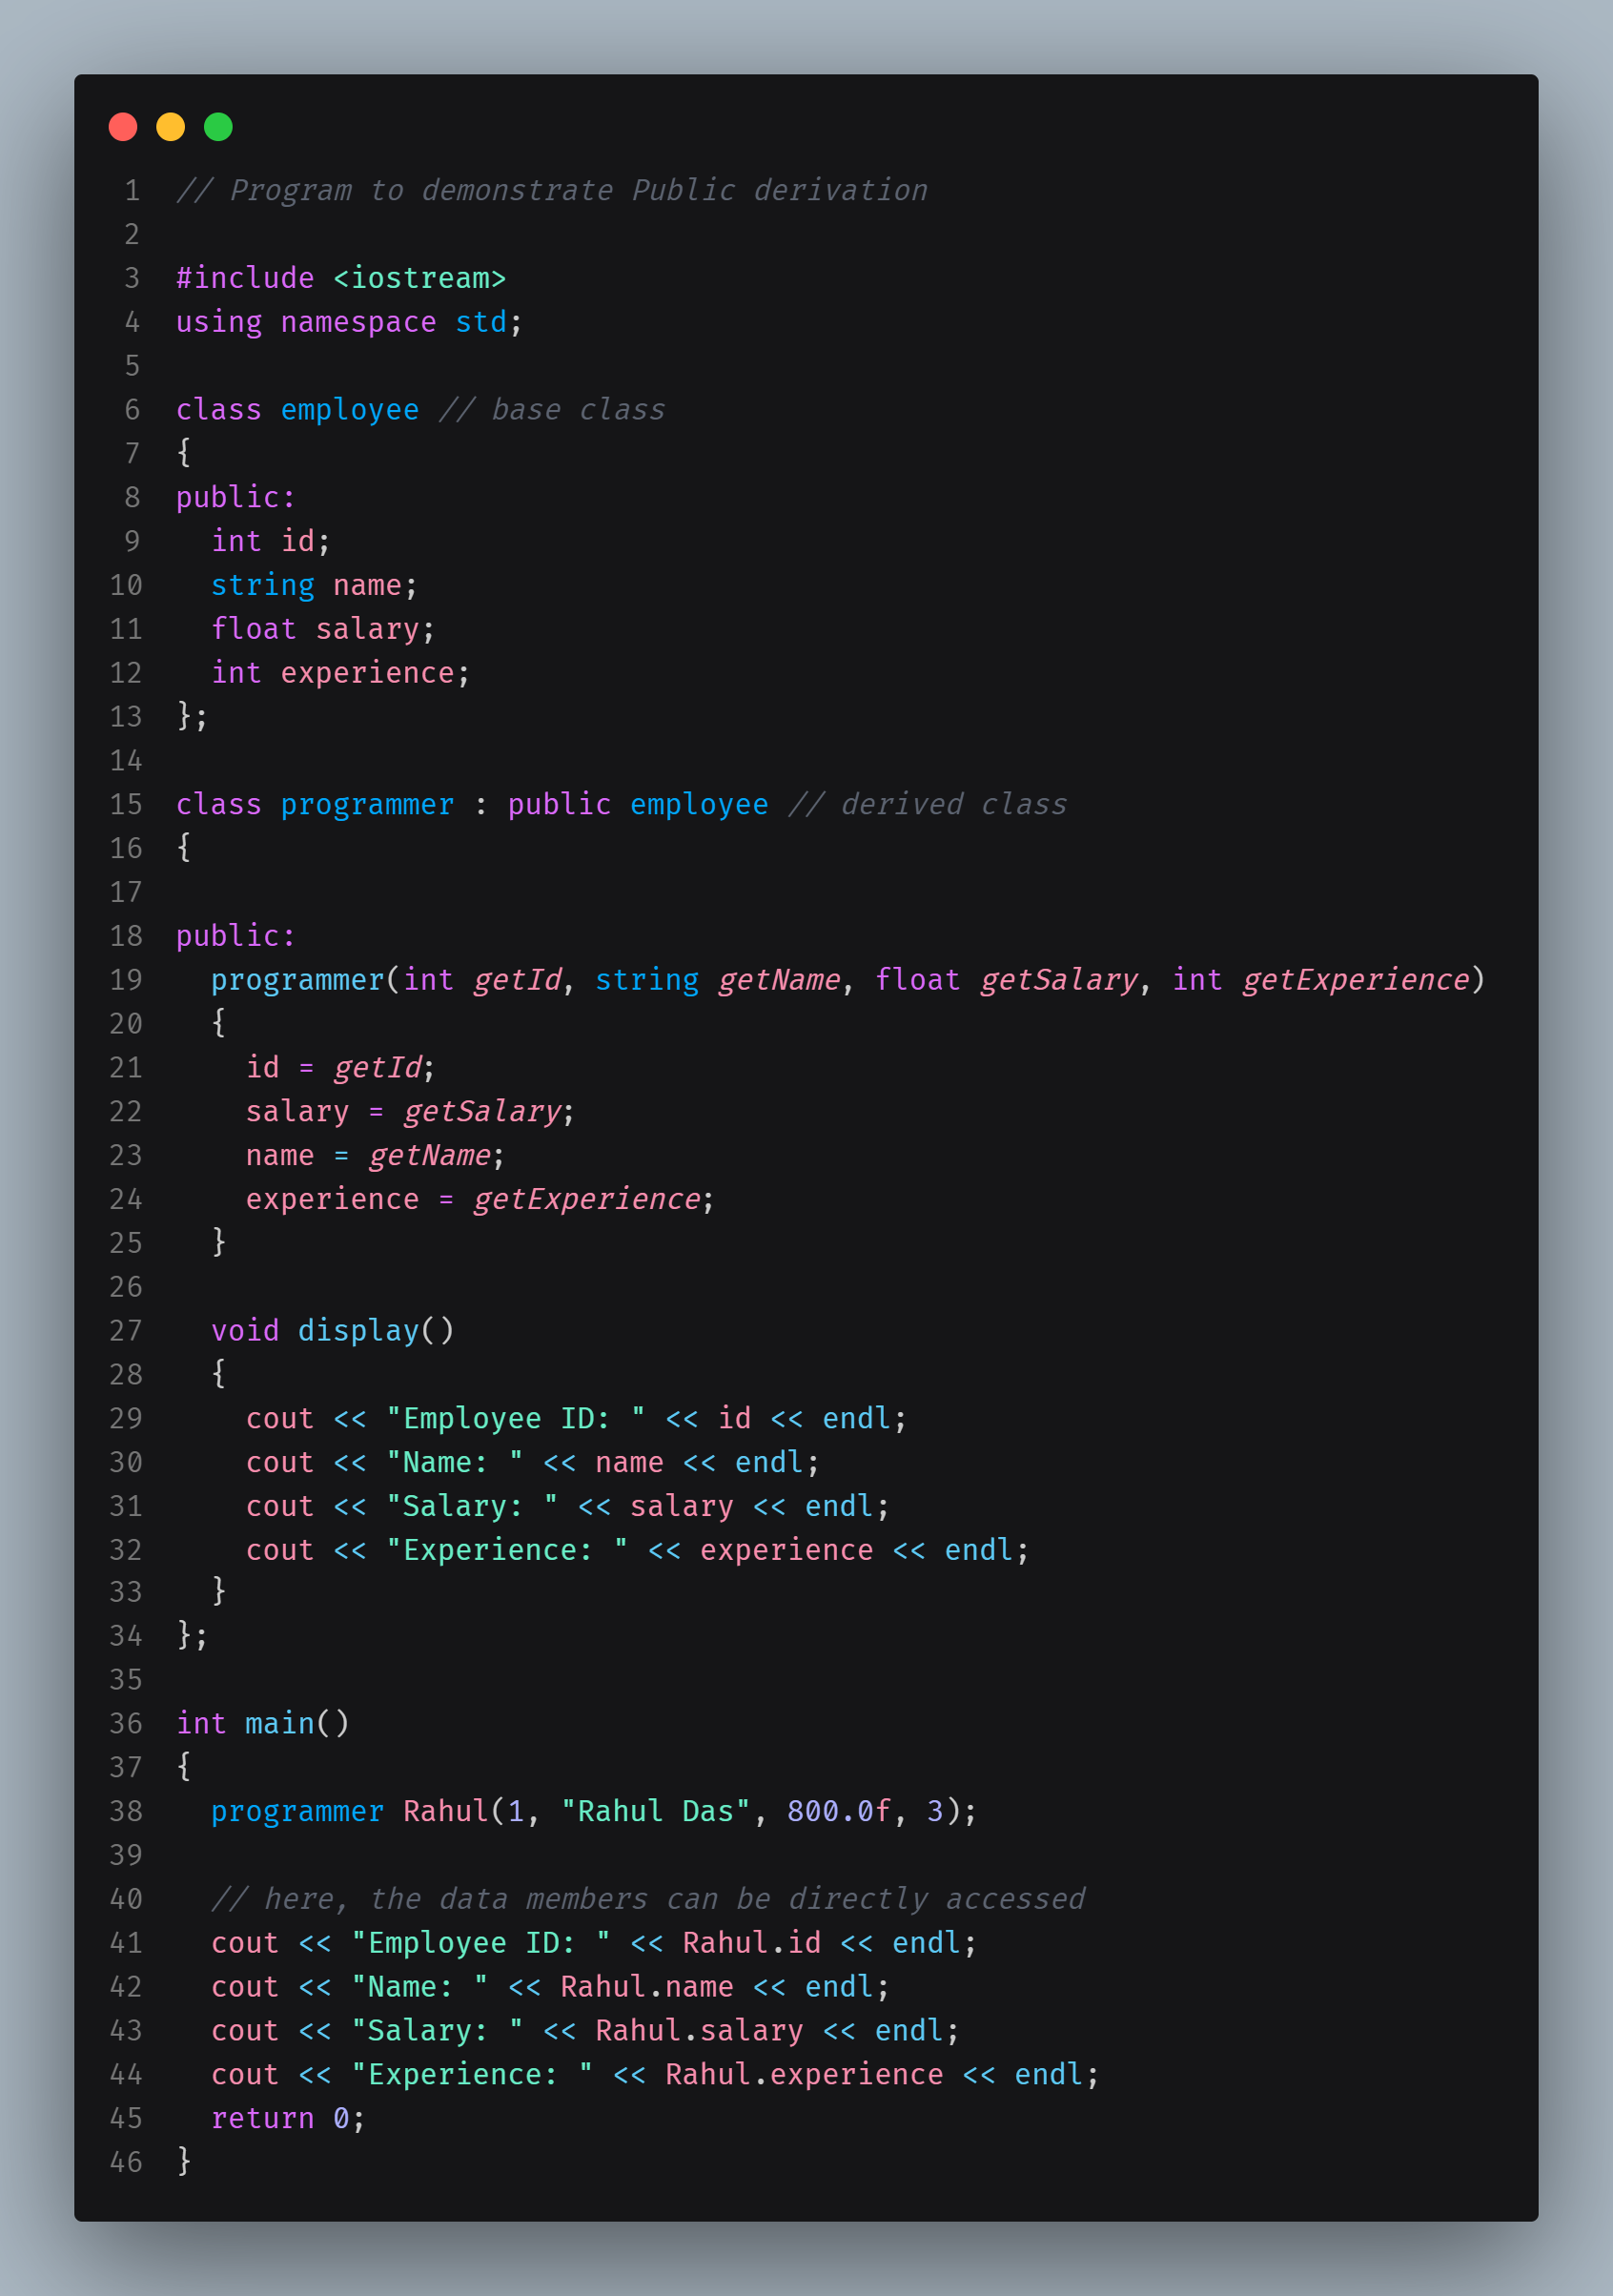 1 // Program to demonstrate Public derivation
2
3 #include <iostream>
4 using namespace std;
5
6 class employee // base class
7 {
8 public:
9   int id;
10   string name;
11   float salary;
12   int experience;
13 };
14
15 class programmer : public employee // derived class
16 {
17
18 public:
19   programmer(int getId, string getName, float getSalary, int getExperience)
20   {
21     id = getId;
22     salary = getSalary;
23     name = getName;
24     experience = getExperience;
25   }
26
27   void display()
28   {
29     cout << "Employee ID: " << id << endl;
30     cout << "Name: " << name << endl;
31     cout << "Salary: " << salary << endl;
32     cout << "Experience: " << experience << endl;
33   }
34 };
35
36 int main()
37 {
38   programmer Rahul(1, "Rahul Das", 800.0f, 3);
39
40   // here, the data members can be directly accessed
41   cout << "Employee ID: " << Rahul.id << endl;
42   cout << "Name: " << Rahul.name << endl;
43   cout << "Salary: " << Rahul.salary << endl;
44   cout << "Experience: " << Rahul.experience << endl;
45   return 0;
46 }